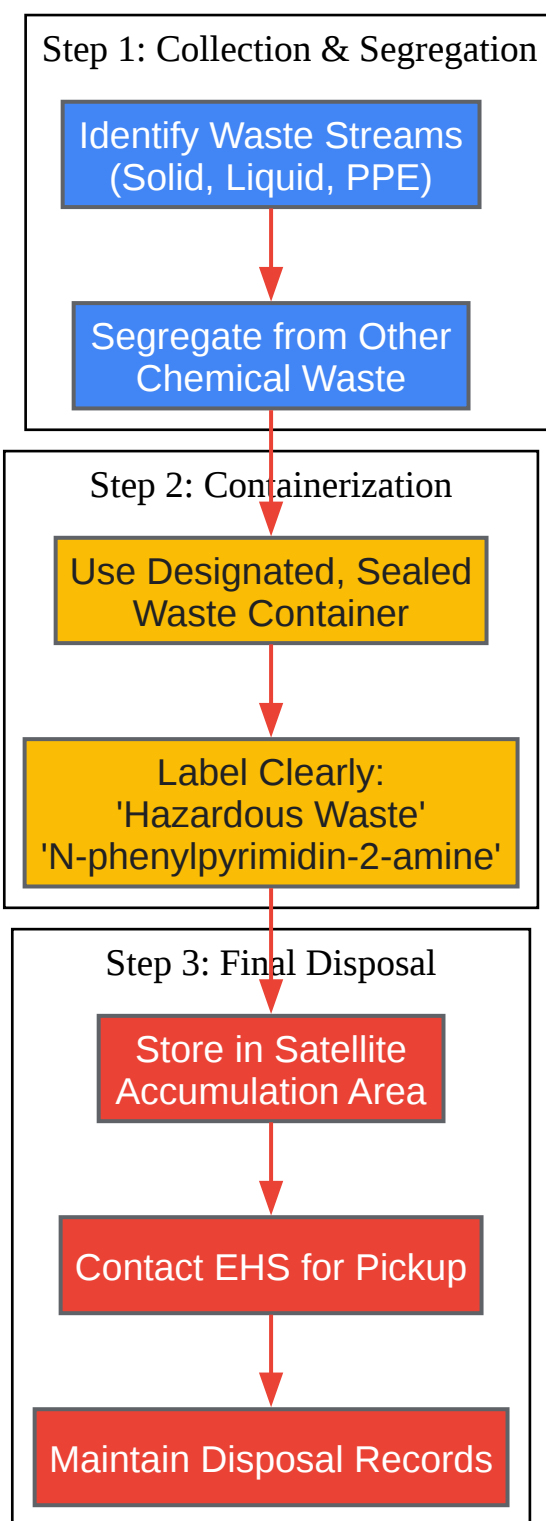 Step 1: Collection & Segregation
Identify Waste Streams
(Solid, Liquid, PPE)
Segregate from Other
Chemical Waste
Step 2: Containerization
Use Designated, Sealed
Waste Container
Label Clearly:
'Hazardous Waste'
'N-phenylpyrimidin-2-amine'
Step 3: Final Disposal
Store in Satellite
Accumulation Area
Contact EHS for Pickup
Maintain Disposal Records